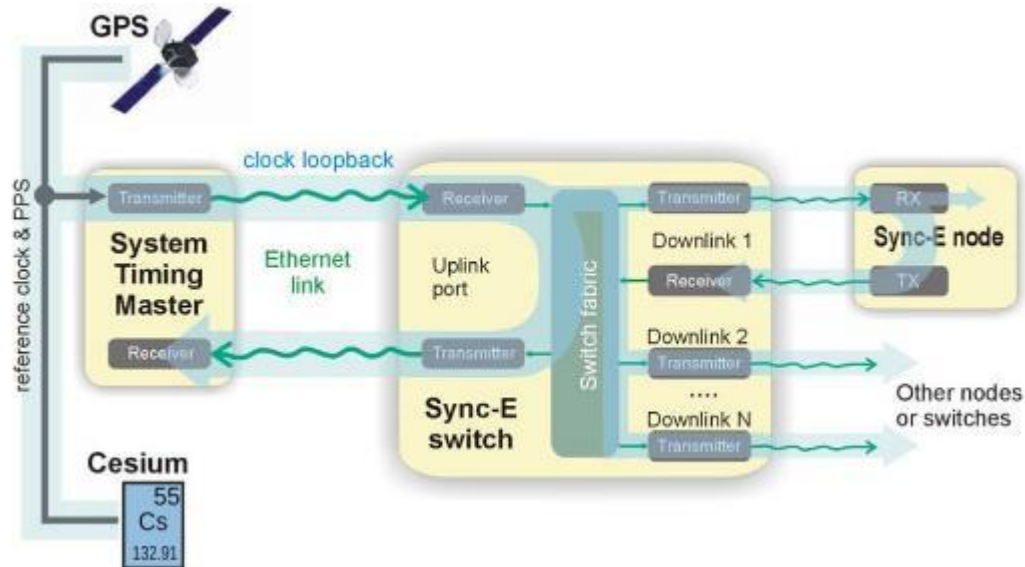 GPS
reference clock & PPS
clock loopback
Transmitter
System
Timing
Master
Receiver
Ethernet
link
Receiver
Uplink
port
Transmitter
Sync-E
switch
Switch fabric
Transmitter
Downlink 1
Receiver
Downlink 2
Transmitter
....
Downlink N
Transmitter
RX
Sync-E node
TX
Other nodes
or switches
Cesium
55
Cs
132.91